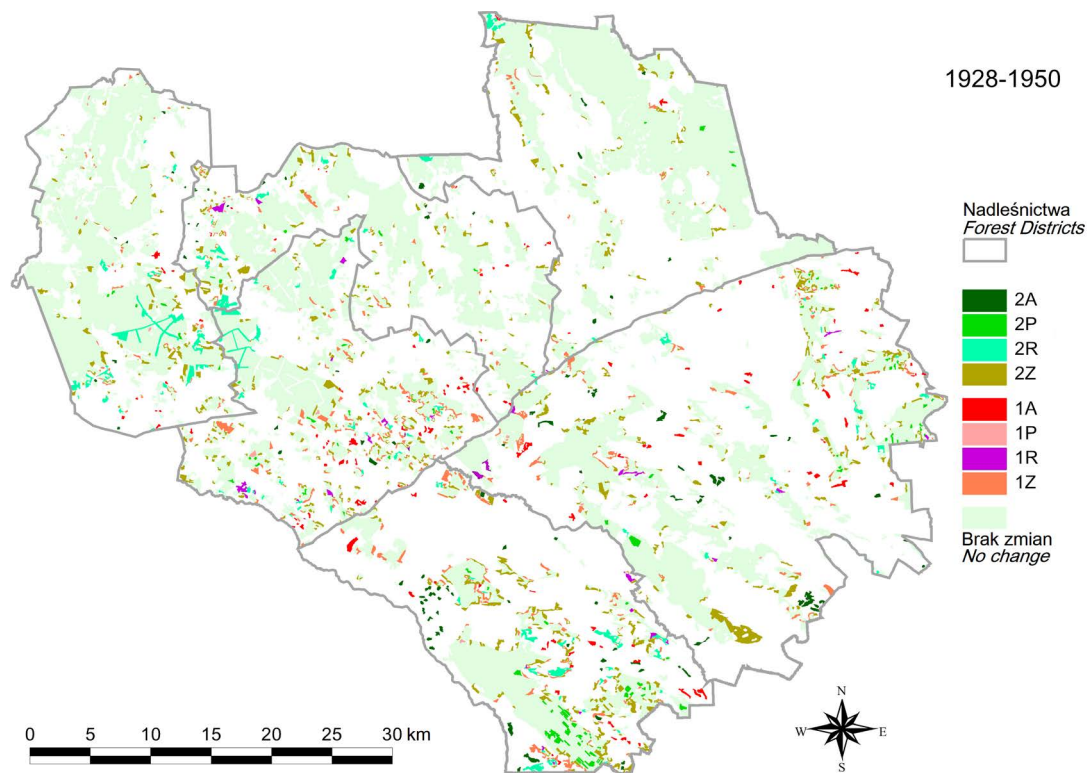 1928-1950
Nadleśnictwa
Forest Districts
2A
2P
2R
2Z
1A
1P
1R
1Z
Brak zmian
No change
0 5 10 15 20 25 30 km
N
W E
S